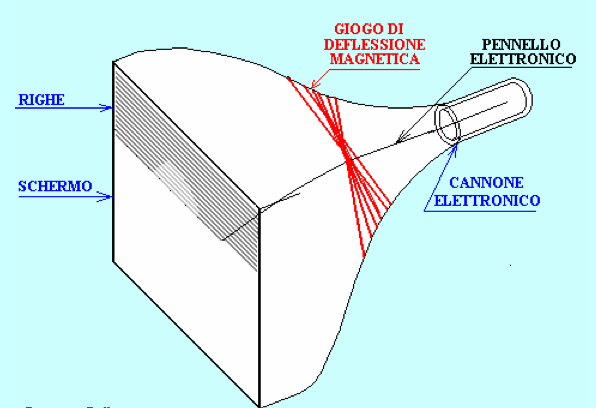 GIOGO DI
DEFLESSIONE
MAGNETICA
PENNELLO
ELETTRONICO
RIGHE
SCHERMO
CANNONE
ELETTRONICO